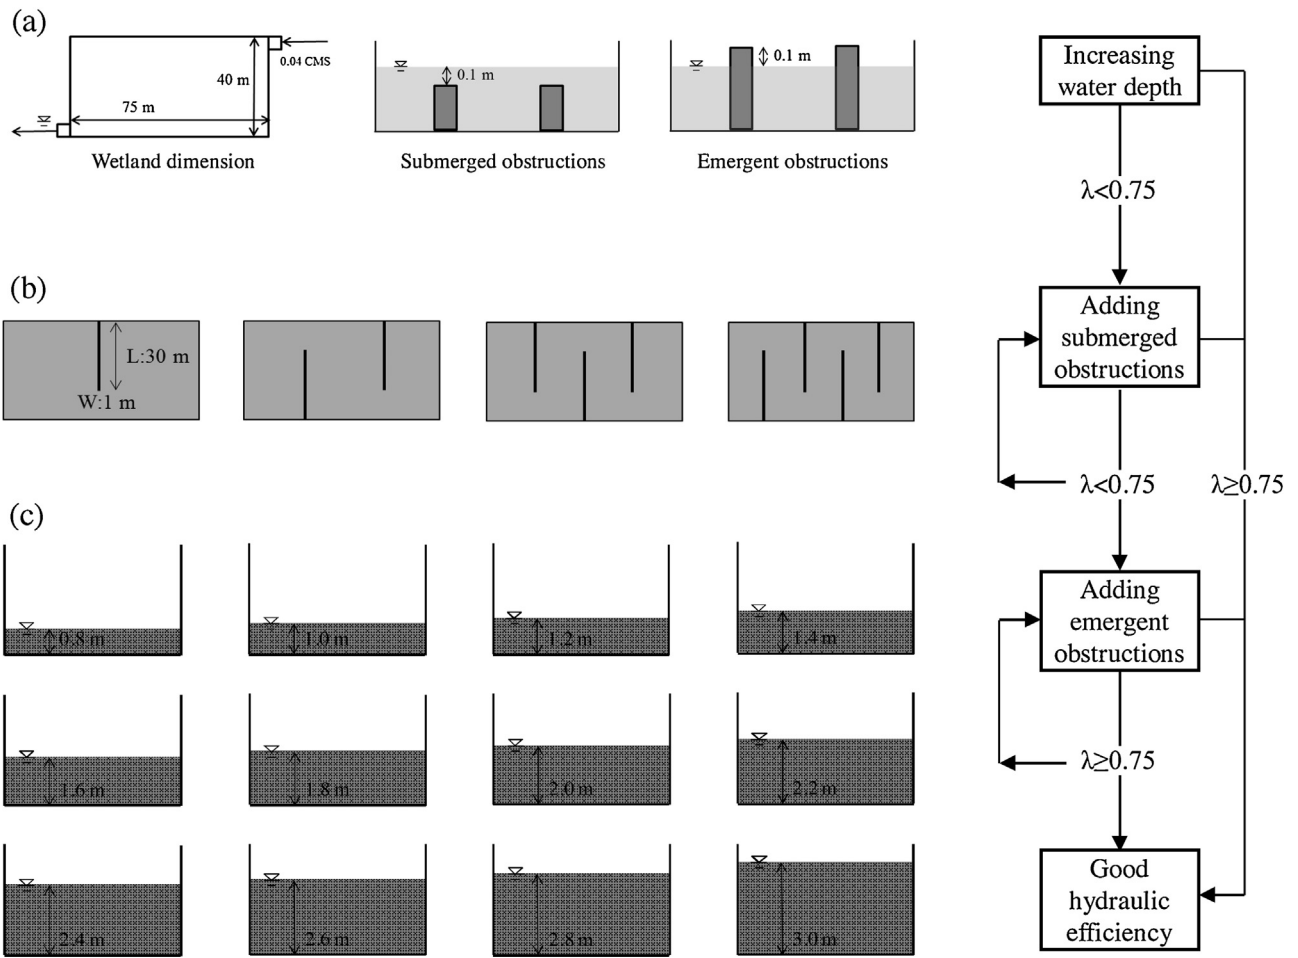 (a)
0.04 CMS
40 m
75 m
Wetland dimension
0.1 m
Submerged obstructions
0.1 m
Emergent obstructions
(b)
L:30 m
W:1 m
(c)
0.8 m
1.0 m
1.2 m
1.4 m
1.6 m
1.8 m
2.0 m
2.2 m
2.4 m
2.6 m
2.8 m
3.0 m
Increasing
water depth
λ<0.75
Adding
submerged
obstructions
λ<0.75
λ≥0.75
Adding
emergent
obstructions
λ≥0.75
Good
hydraulic
efficiency